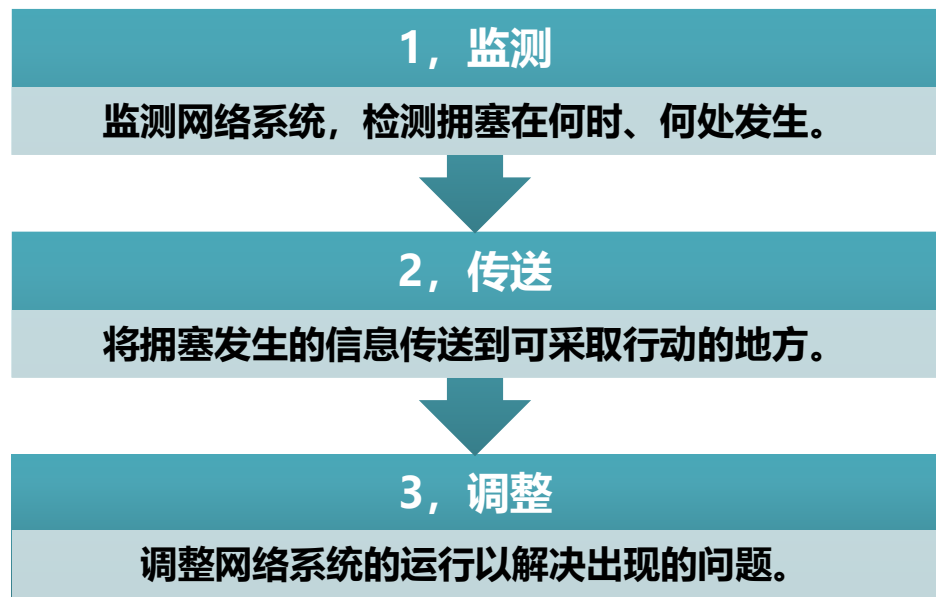 1，监测
监测网络系统，检测拥塞在何时、何处发生。
2，传送
将拥塞发生的信息传送到可采取行动的地方。
3，调整
调整网络系统的运行以解决出现的问题。